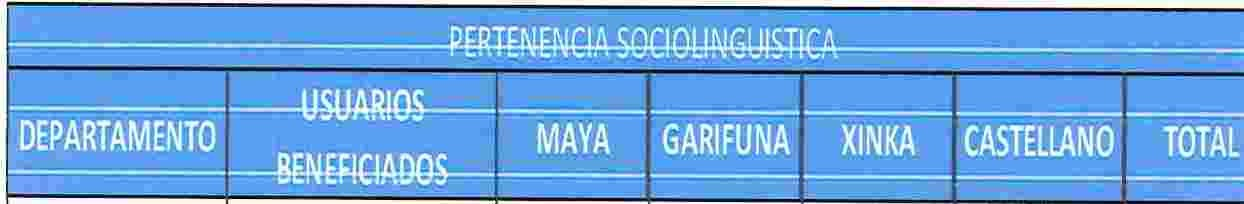 PERTENENCIA SOCIOLINGUISTICA
DEPARTAMENTO USUARIOS BENEFICIADOS MAYA GARIFUNA XINKA CASTELLANO TOTAL